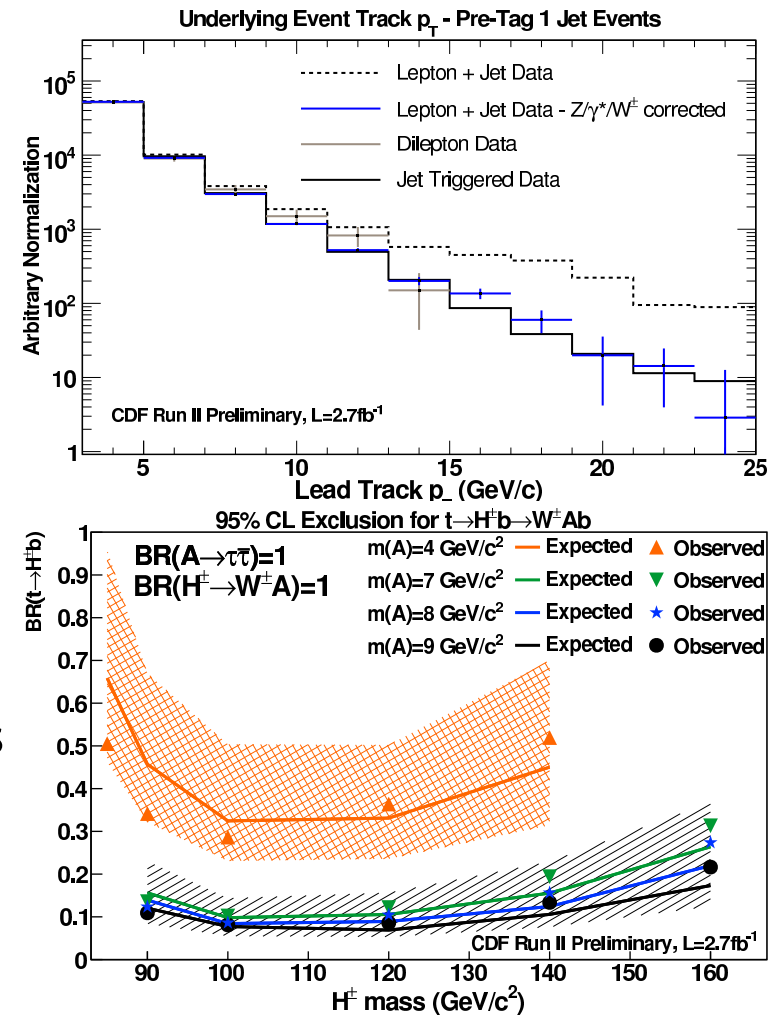 Underlying Event Track p_T - Pre-Tag 1 Jet Events
Arbitrary Normalization
10^5
10^4
10^3
10^2
10
1
Lepton + Jet Data
Lepton + Jet Data - Z/γ*/W^± corrected
Dilepton Data
Jet Triggered Data
CDF Run II Preliminary, L=2.7fb^-1
5 10 15 20 25
Lead Track p_ (GeV/c)
95% CL Exclusion for t→H^±b→W^±Ab
BR(t→H^±b)
1
0.9
0.8
0.7
0.6
0.5
0.4
0.3
0.2
0.1
0
BR(A→ττ̄)=1
BR(H^±→W^±A)=1
m(A)=4 GeV/c^2 Expected Observed
m(A)=7 GeV/c^2 Expected Observed
m(A)=8 GeV/c^2 Expected Observed
m(A)=9 GeV/c^2 Expected Observed
CDF Run II Preliminary, L=2.7fb^-1
90 100 110 120 130 140 150 160
H^± mass (GeV/c^2)